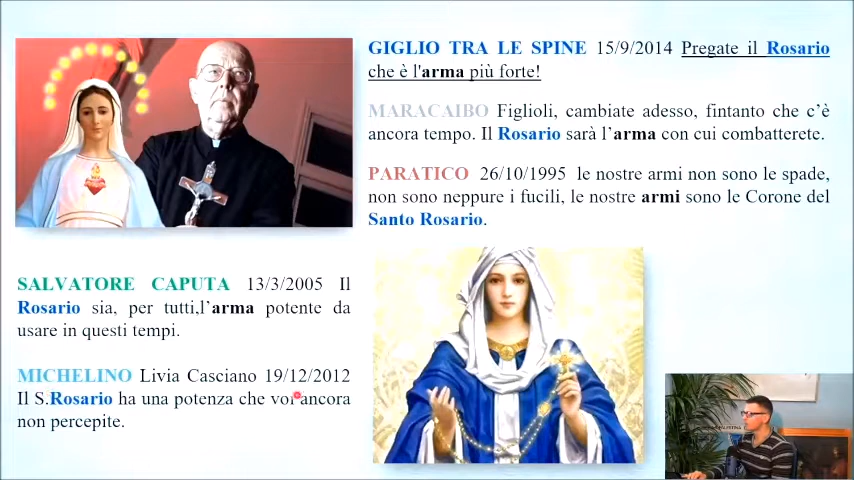 GIGLIO TRA LE SPINE 15/9/2014 Pregate il Rosario
che è l'arma più forte!
MARACAIBO Figlioli, cambiate adesso, fintanto che c’è
ancora tempo. Il Rosario sarà l’arma con cui combatterete.
PARATICO 26/10/1995 le nostre armi non sono le spade,
non sono neppure i fucili, le nostre armi sono le Corone del
Santo Rosario.
SALVATORE CAPUTA 13/3/2005 Il
Rosario sia, per tutti,l’arma potente da
usare in questi tempi.
MICHELINO Livia Casciano 19/12/2012
Il S.Rosario ha una potenza che voi ancora
non percepite.